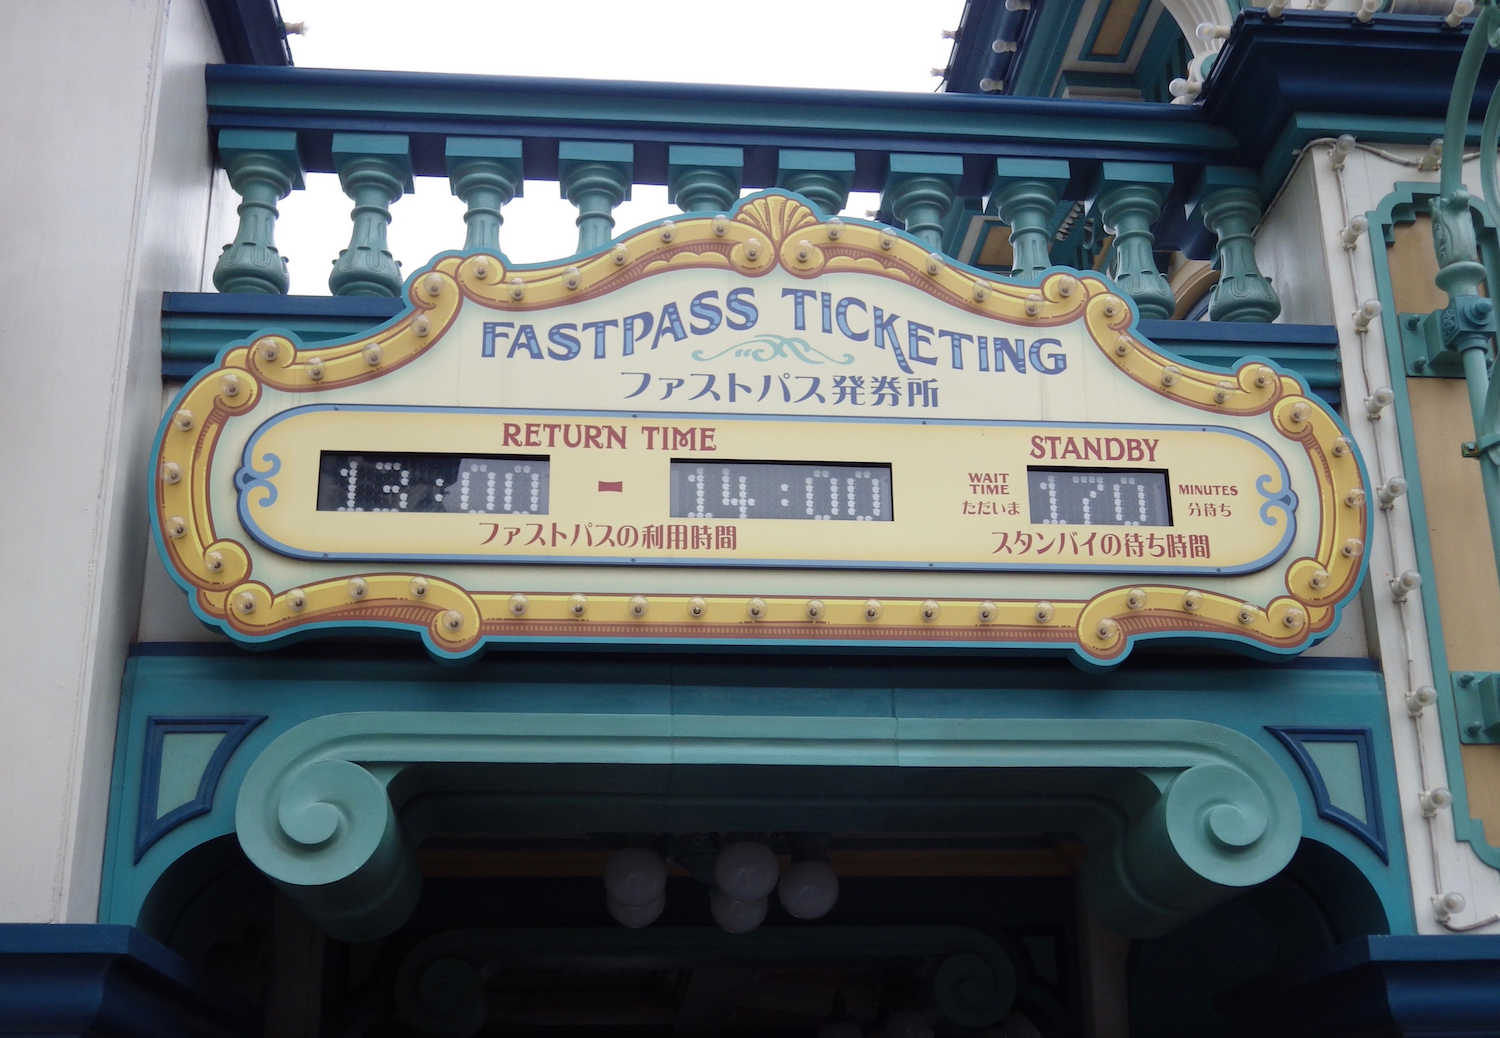 FASTPASS TICKETING
ファストパス発券所
RETURN TIME
13:00 - 14:00
ファストパスの利用時間
STANDBY
WAIT
TIME
ただいま
170
MINUTES
分待ち
スタンバイの待ち時間